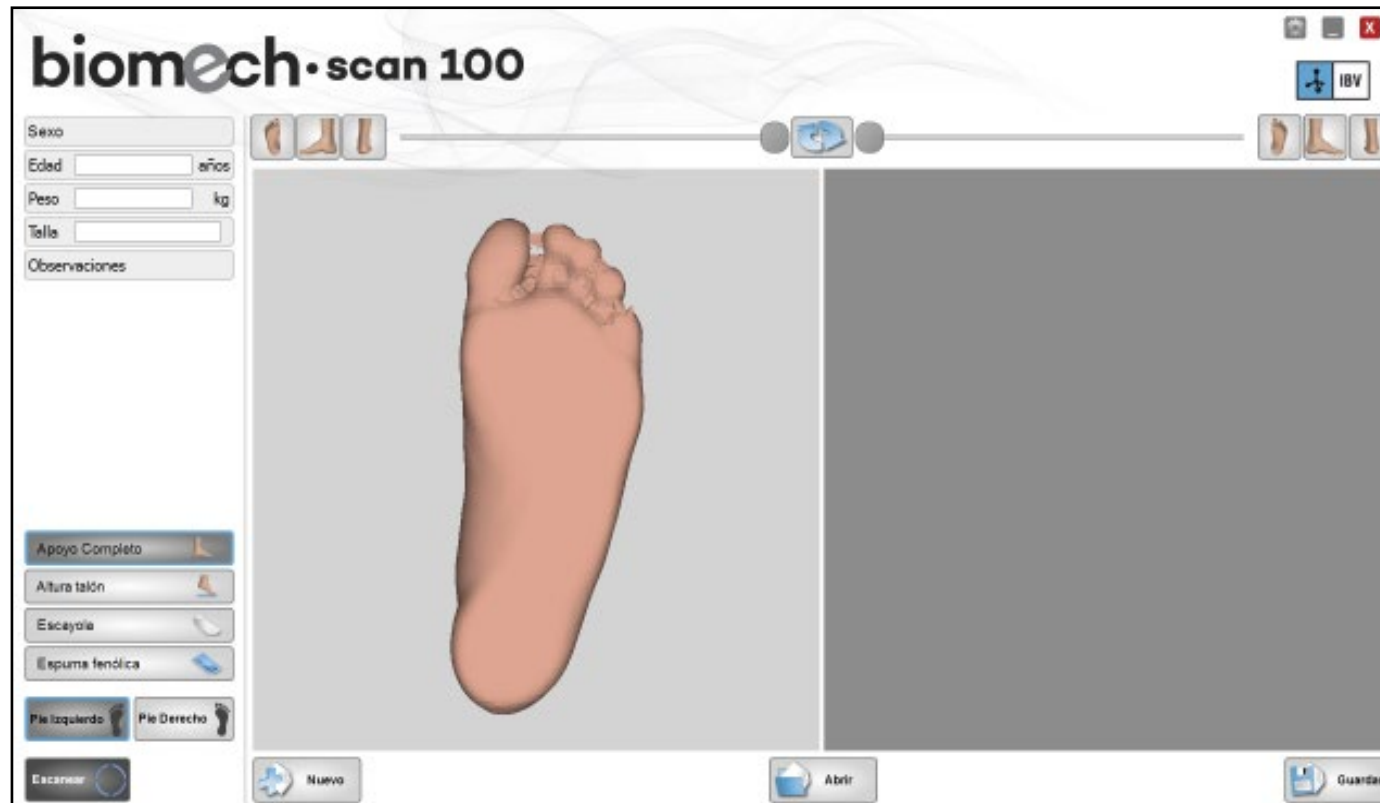 biomech·scan 100
X
IBV
Sexo
Edad años
Peso kg
Talla
Observaciones
Apoyo Completo
Altura talón
Escayola
Espuma fenólica
Pie Izquierdo
Pie Derecho
Escanear
Nuevo
Abrir
Guardar